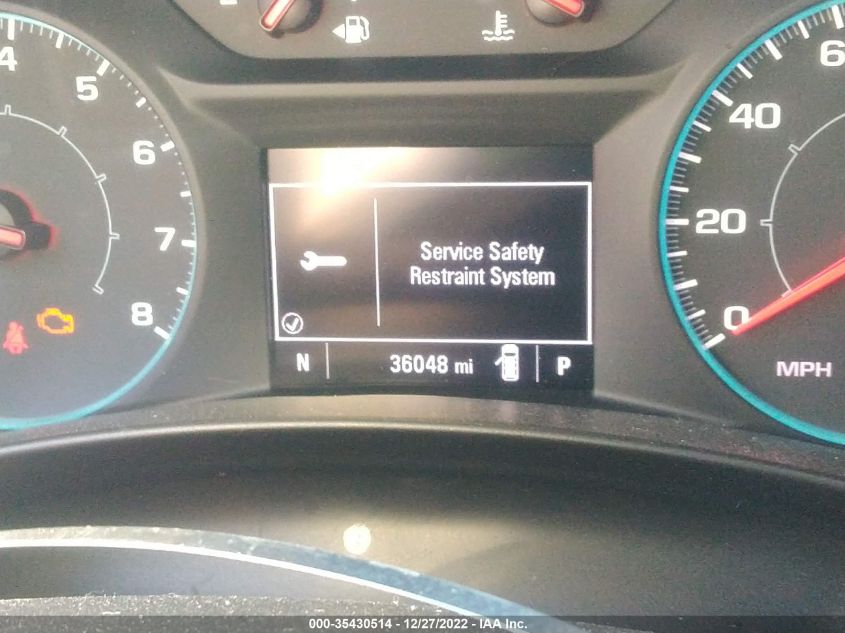 4
5
6
7
8
6
40
20
0
MPH
Service Safety
Restraint System
N 36048 mi P
000-35430514 - 12/27/2022 - IAA Inc.